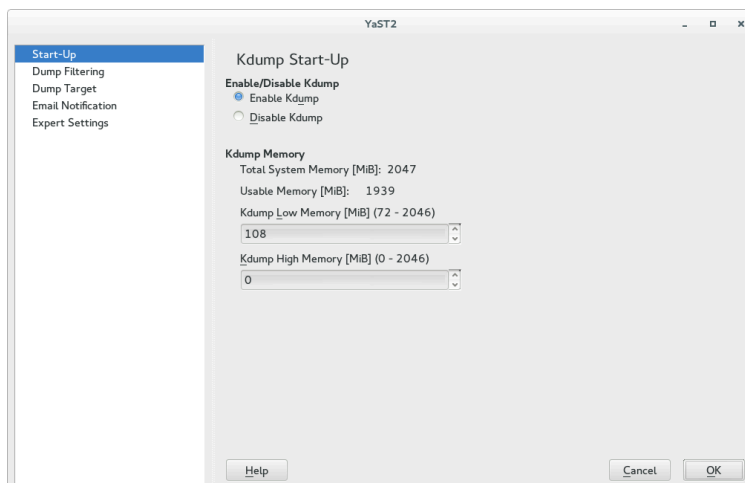 YaST2
Start-Up
Dump Filtering
Dump Target
Email Notification
Expert Settings
Kdump Start-Up
Enable/Disable Kdump
Enable Kdump
Disable Kdump
Kdump Memory
Total System Memory [MiB]: 2047
Usable Memory [MiB]: 1939
Kdump Low Memory [MiB] (72 - 2046)
108
Kdump High Memory [MiB] (0 - 2046)
0
Help
Cancel
OK